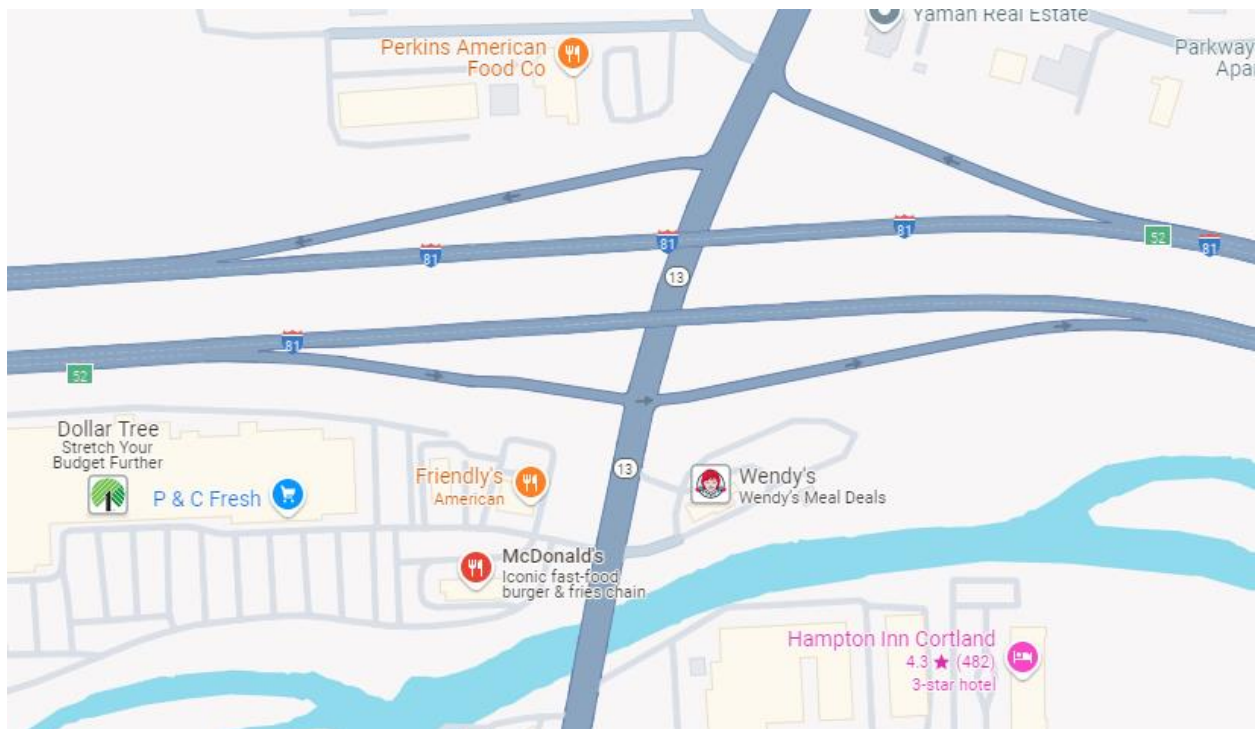 Yaman Real Estate
Perkins American
Food Co
Parkway
Apar
81
81
81
52
81
13
81
52
Dollar Tree
Stretch Your
Budget Further
P & C Fresh
Friendly's
American
13
Wendy's
Wendy's Meal Deals
McDonald's
Iconic fast-food
burger & fries chain
Hampton Inn Cortland
4.3 ★ (482)
3-star hotel